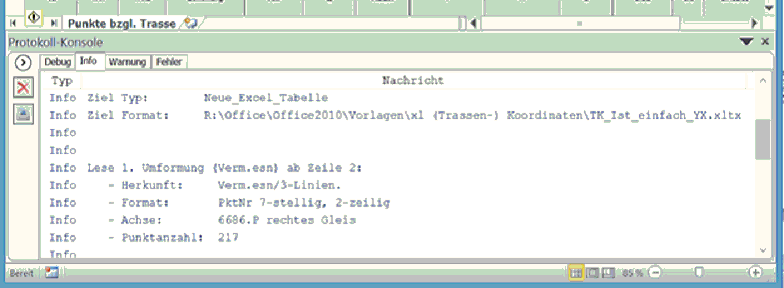 Punkte bzgl. Trasse
Protokoll-Konsole
Debug Info Warnung Fehler
Typ Nachricht
Info Ziel Typ: Neue_Excel_Tabelle
Info Ziel Format: R:\Office\Office2010\Vorlagen\xl (Trassen-) Koordinaten\TK_Ist_einfach_YX.xltx
Info
Info
Info Lese 1. Umformung (Verm.esn) ab Zeile 2:
Info - Herkunft: Verm.esn/3-Linien.
Info - Format: PktNr 7-stellig, 2-zeilig
Info - Achse: 6686.P rechtes Gleis
Info - Punktanzahl: 217
Info
Bereit 85%